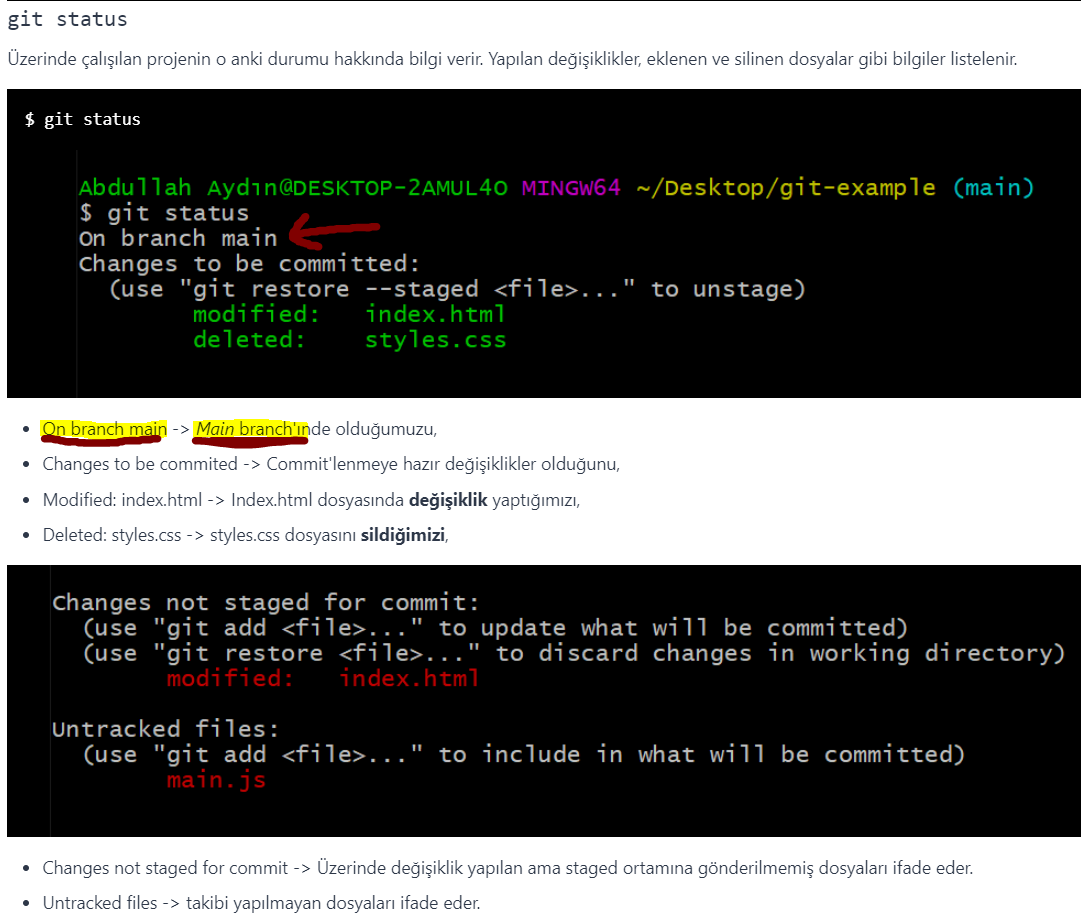 git status
Üzerinde çalışılan projenin o anki durumu hakkında bilgi verir. Yapılan değişiklikler, eklenen ve silinen dosyalar gibi bilgiler listelenir.
$ git status
Abdullah Aydın@DESKTOP-2AMUL4O MINGW64 ~/Desktop/git-example (main)
$ git status
On branch main
Changes to be committed:
  (use "git restore --staged <file>..." to unstage)
        modified:   index.html
        deleted:    styles.css
• On branch main -> Main branch'ınde olduğumuzu,
• Changes to be commited -> Commit'lenmeye hazır değişiklikler olduğunu,
• Modified: index.html -> Index.html dosyasında değişiklik yaptığımızı,
• Deleted: styles.css -> styles.css dosyasını sildiğimizi,
Changes not staged for commit:
  (use "git add <file>..." to update what will be committed)
  (use "git restore <file>..." to discard changes in working directory)
        modified:   index.html
Untracked files:
  (use "git add <file>..." to include in what will be committed)
        main.js
• Changes not staged for commit -> Üzerinde değişiklik yapılan ama staged ortamına gönderilmemiş dosyaları ifade eder.
• Untracked files -> takibi yapılmayan dosyaları ifade eder.